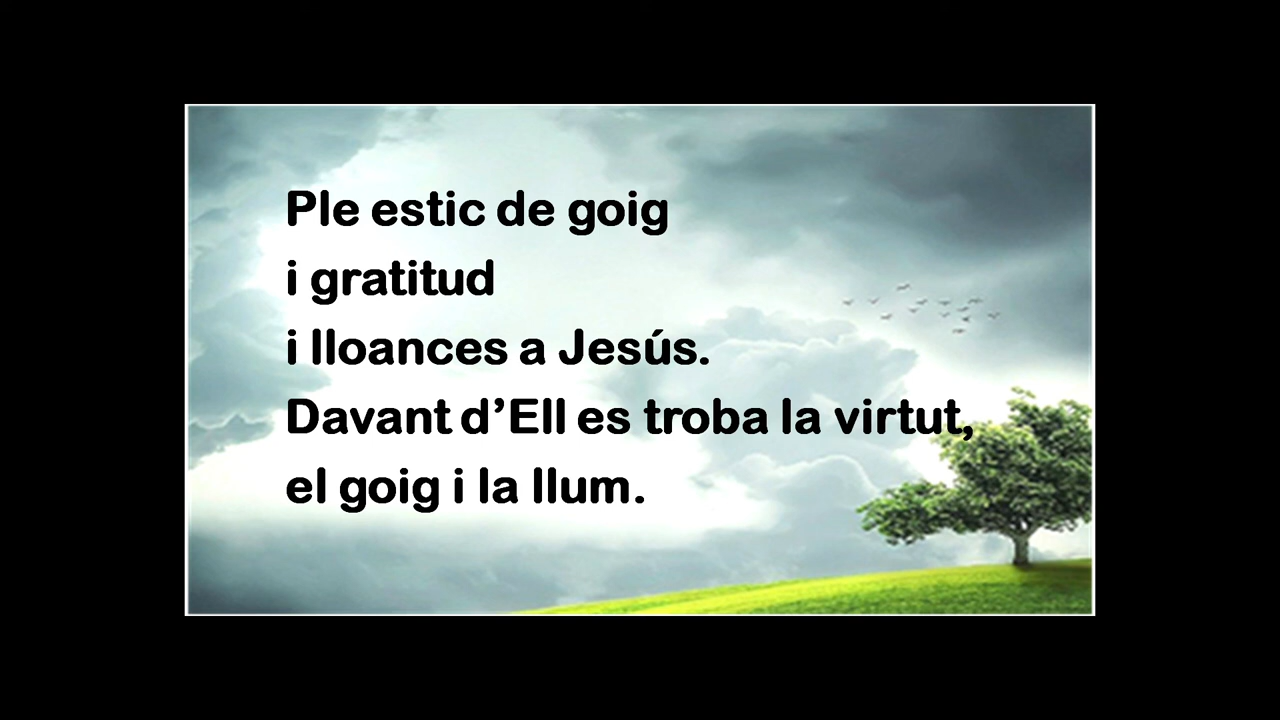 Ple estic de goig
i gratitud
i lloances a Jesús.
Davant d’Ell es troba la virtut,
el goig i la llum.